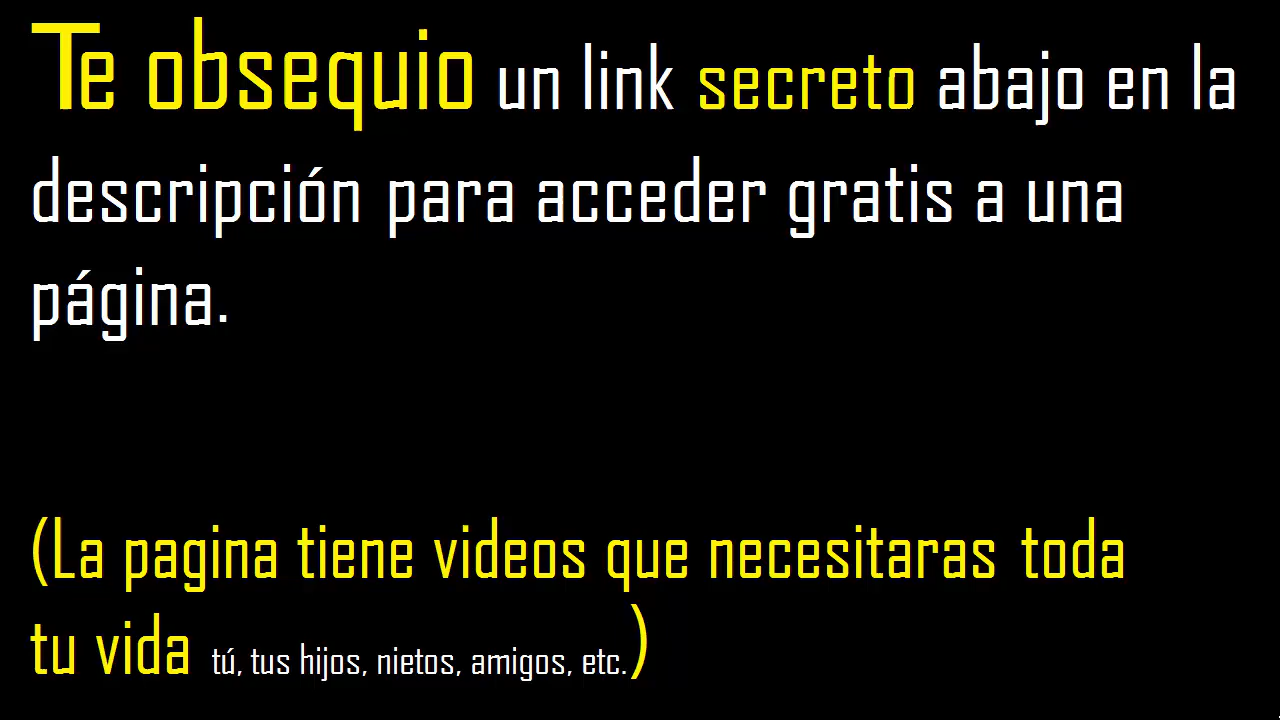 Te obsequio un link secreto abajo en la
descripción para acceder gratis a una
página.
(La pagina tiene videos que necesitaras toda
tu vida tú, tus hijos, nietos, amigos, etc.)